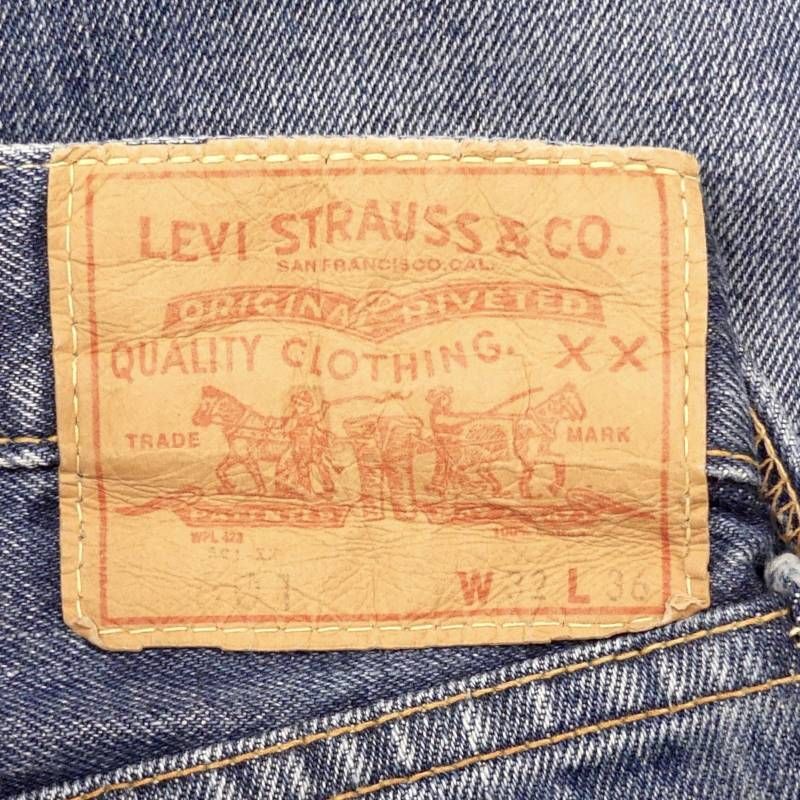 LEVI STRAUSS & CO.
SAN FRANCISCO, CAL.
ORIGINAL RIVETED
QUALITY CLOTHING. XX
TRADE MARK
WPL 423
W 32 L 36